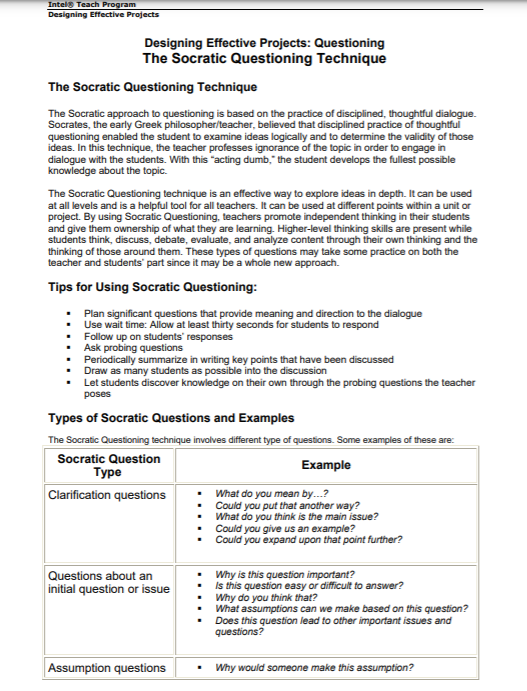 Intel® Teach Program
Designing Effective Projects
Designing Effective Projects: Questioning
The Socratic Questioning Technique
The Socratic Questioning Technique
The Socratic approach to questioning is based on the practice of disciplined, thoughtful dialogue.
Socrates, the early Greek philosopher/teacher, believed that disciplined practice of thoughtful
questioning enabled the student to examine ideas logically and to determine the validity of those
ideas. In this technique, the teacher professes ignorance of the topic in order to engage in
dialogue with the students. With this “acting dumb,” the student develops the fullest possible
knowledge about the topic.
The Socratic Questioning technique is an effective way to explore ideas in depth. It can be used
at all levels and is a helpful tool for all teachers. It can be used at different points within a unit or
project. By using Socratic Questioning, teachers promote independent thinking in their students
and give them ownership of what they are learning. Higher-level thinking skills are present while
students think, discuss, debate, evaluate, and analyze content through their own thinking and the
thinking of those around them. These types of questions may take some practice on both the
teacher and students’ part since it may be a whole new approach.
Tips for Using Socratic Questioning:
▪ Plan significant questions that provide meaning and direction to the dialogue
▪ Use wait time: Allow at least thirty seconds for students to respond
▪ Follow up on students’ responses
▪ Ask probing questions
▪ Periodically summarize in writing key points that have been discussed
▪ Draw as many students as possible into the discussion
▪ Let students discover knowledge on their own through the probing questions the teacher
poses
Types of Socratic Questions and Examples
The Socratic Questioning technique involves different type of questions. Some examples of these are:
Socratic Question
Type
Example
Clarification questions
▪ What do you mean by…?
▪ Could you put that another way?
▪ What do you think is the main issue?
▪ Could you give us an example?
▪ Could you expand upon that point further?
Questions about an
initial question or issue
▪ Why is this question important?
▪ Is this question easy or difficult to answer?
▪ Why do you think that?
▪ What assumptions can we make based on this question?
▪ Does this question lead to other important issues and
questions?
Assumption questions
▪ Why would someone make this assumption?